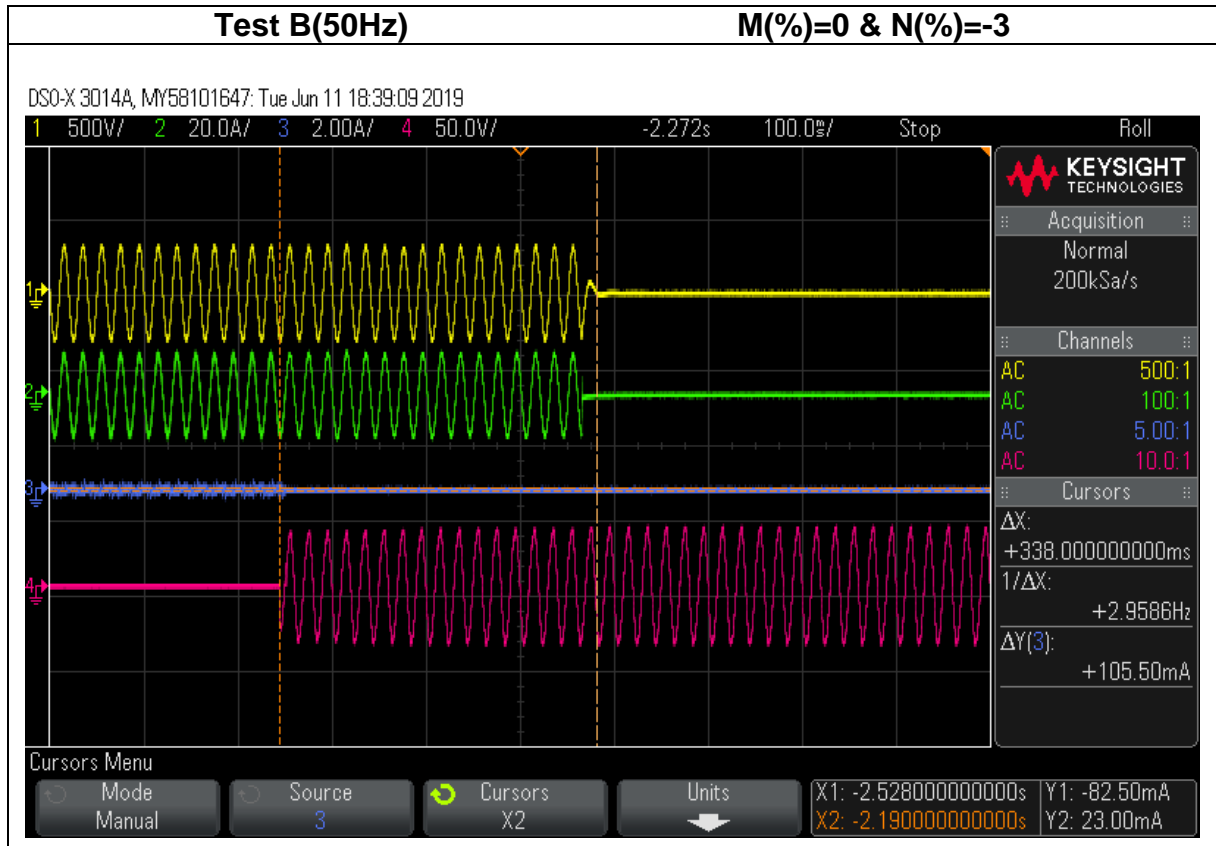 Test B(50Hz) M(%)=0 & N(%)=-3
DSO-X 3014A, MY58101647: Tue Jun 11 18:39:09 2019
1 500V/ 2 20.0A/ 3 2.00A/ 4 50.0V/ -2.272s 100.0ms/ Stop Roll
KEYSIGHT
TECHNOLOGIES
Acquisition
Normal
200kSa/s
Channels
AC 500:1
AC 100:1
AC 5.00:1
AC 10.0:1
Cursors
ΔX:
+338.000000000ms
1/ΔX:
+2.9586Hz
ΔY(3):
+105.50mA
1
2
3
4
Cursors Menu
Mode
Manual
Source
3
Cursors
X2
Units
X1: -2.528000000000s
X2: -2.190000000000s
Y1: -82.50mA
Y2: 23.00mA